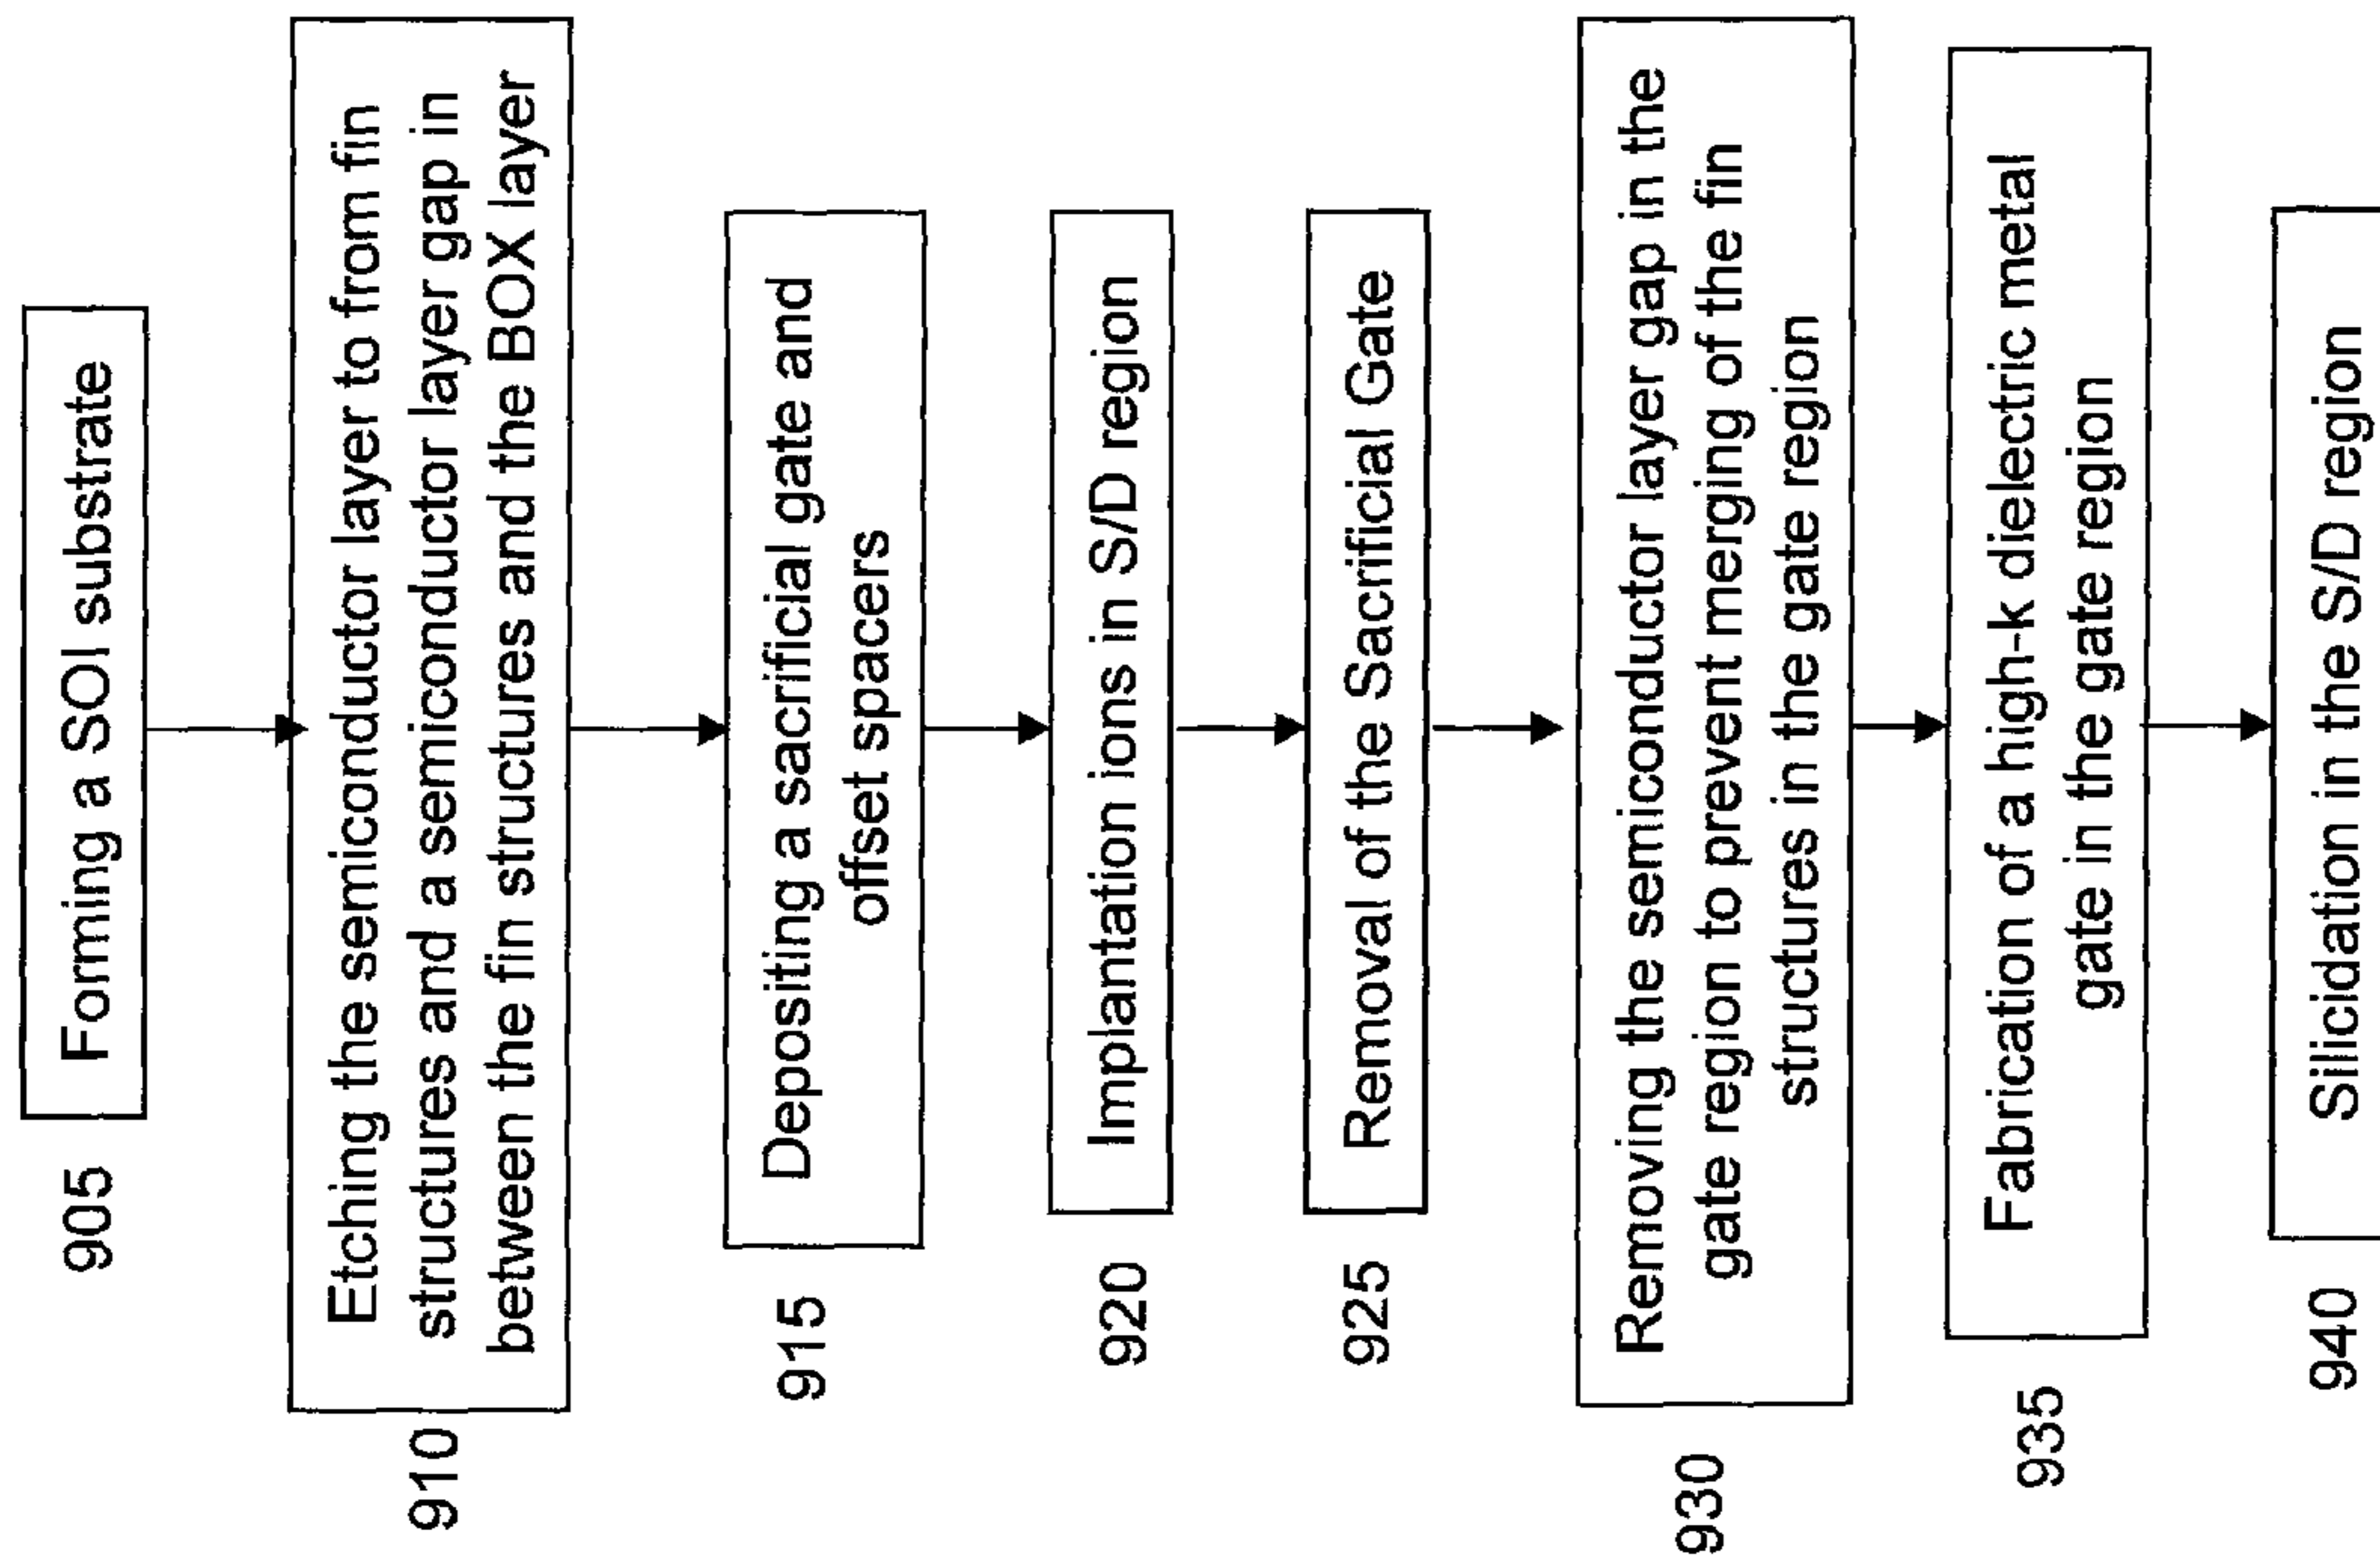 905
Forming a SOI substrate
910
Etching the semiconductor layer to from fin
structures and a semiconductor layer gap in
between the fin structures and the BOX layer
915
Depositing a sacrificial gate and
offset spacers
920
Implantation ions in S/D region
925
Removal of the Sacrificial Gate
930
Removing the semiconductor layer gap in the
gate region to prevent merging of the fin
structures in the gate region
935
Fabrication of a high-k dielectric metal
gate in the gate region
940
Silicidation in the S/D region